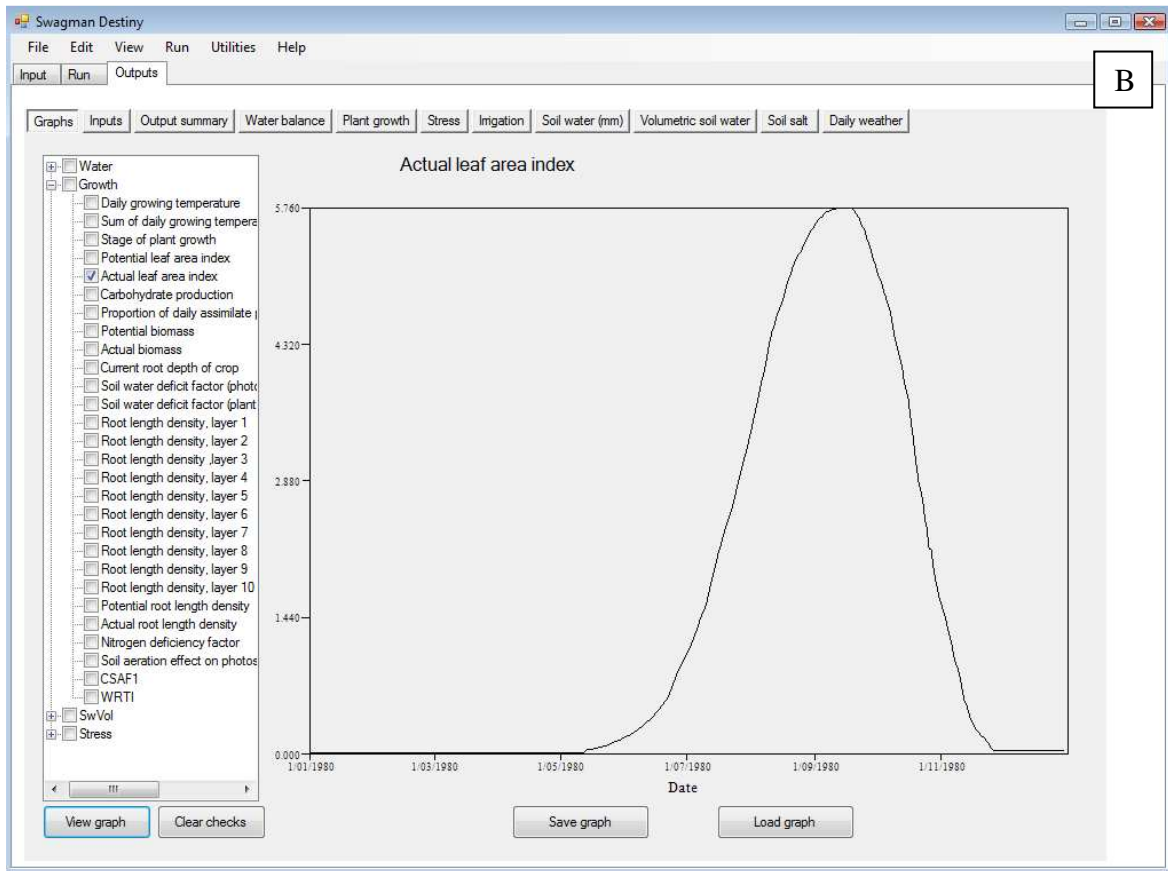 Swagman Destiny
File Edit View Run Utilities Help
Input Run Outputs
B
Graphs Inputs Output summary Water balance Plant growth Stress Irrigation Soil water (mm) Volumetric soil water Soil salt Daily weather
Water
Growth
Daily growing temperature
Sum of daily growing tempera
Stage of plant growth
Potential leaf area index
Actual leaf area index
Carbohydrate production
Proportion of daily assimilate
Potential biomass
Actual biomass
Current root depth of crop
Soil water deficit factor (photo
Soil water deficit factor (plant
Root length density, layer 1
Root length density, layer 2
Root length density ,layer 3
Root length density, layer 4
Root length density, layer 5
Root length density, layer 6
Root length density, layer 7
Root length density, layer 8
Root length density, layer 9
Root length density, layer 10
Potential root length density
Actual root length density
Nitrogen deficiency factor
Soil aeration effect on photos
CSAF1
WRTI
SwVol
Stress
Actual leaf area index
5.760
4.320
2.880
1.440
0.000
1/01/1980 1/03/1980 1/05/1980 1/07/1980 1/09/1980 1/11/1980
Date
View graph Clear checks Save graph Load graph